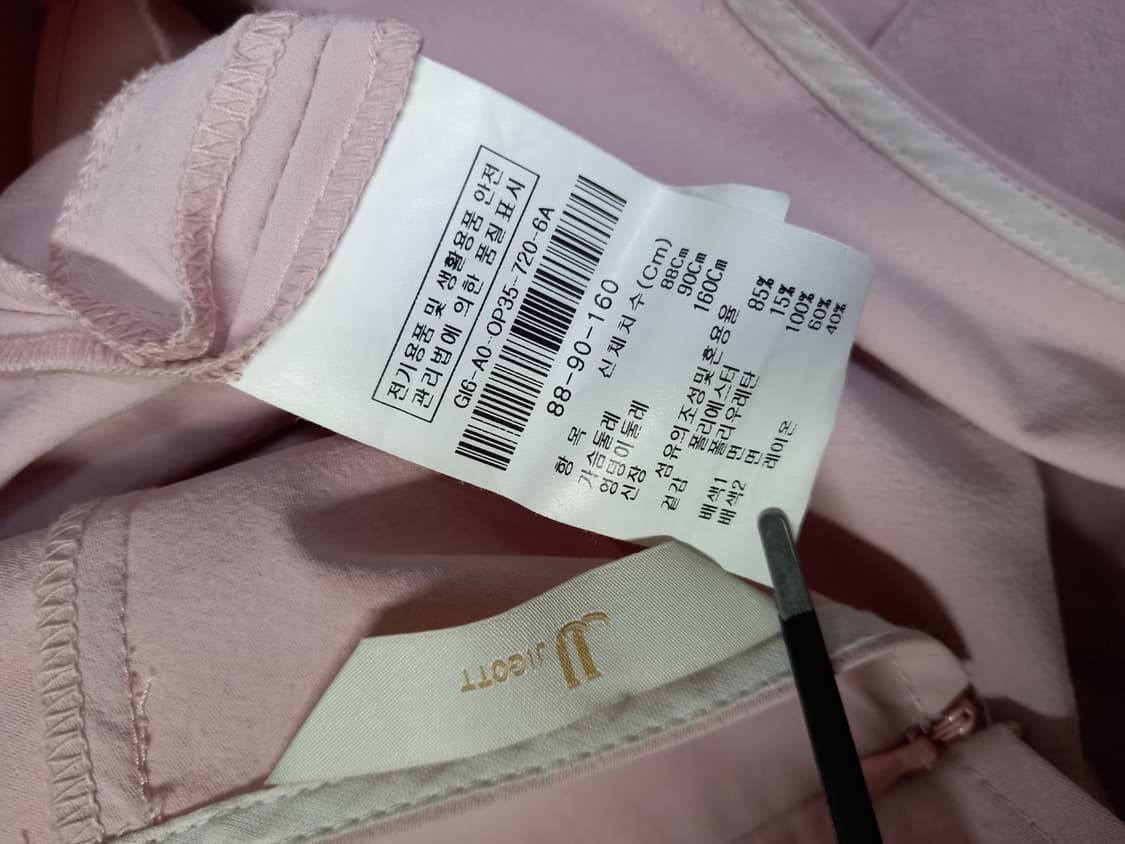 전기용품 및 생활용품 안전
관리법에 의한 품질표시
GI6-A0-OP35-720-6A
88-90-160
항 목 신체치수(Cm)
가슴둘레 88Cm
엉덩이둘레 90Cm
신장 160Cm
섬유의조성및혼용율
겉감 폴리에스터 85%
폴리우레탄 15%
배색1 면 100%
배색2 면 60%
레이온 40%
JJ JIGOTT